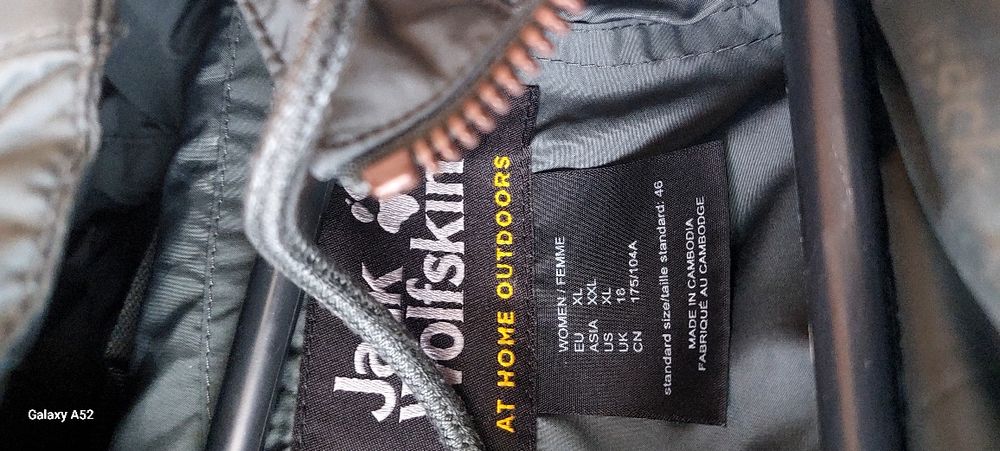 Jack
Wolfskin
AT HOME OUTDOORS
WOMEN / FEMME
EU XL
ASIA XXL
US XL
UK 18
CN 175/104A
standard size/taille standard: 46
MADE IN CAMBODIA
FABRIQUÉ AU CAMBODGE
Galaxy A52